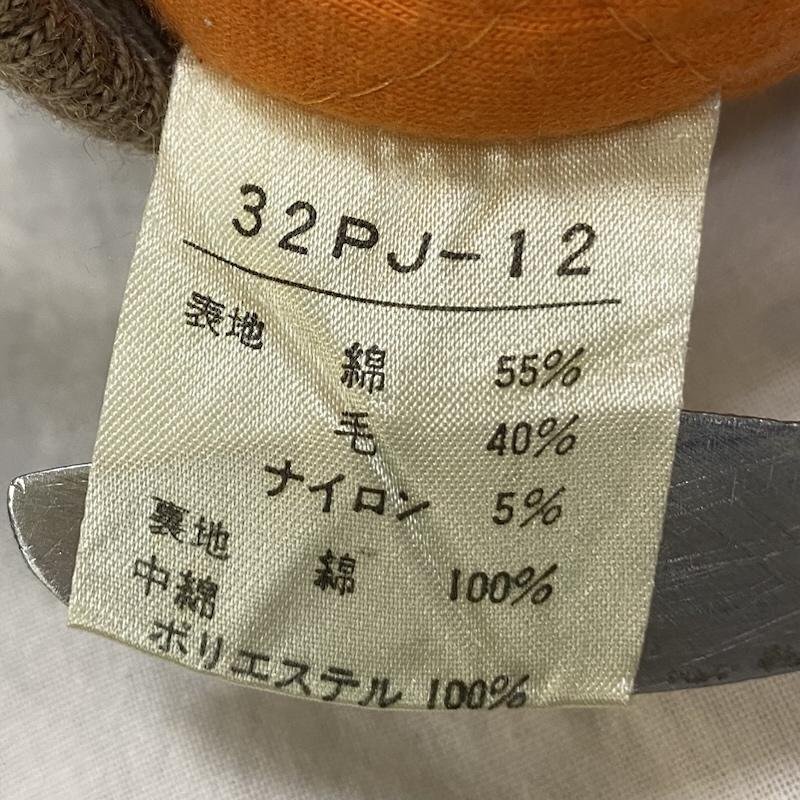 32PJ-12
表地
綿 55%
毛 40%
ナイロン 5%
裏地 綿 100%
中綿
ポリエステル 100%